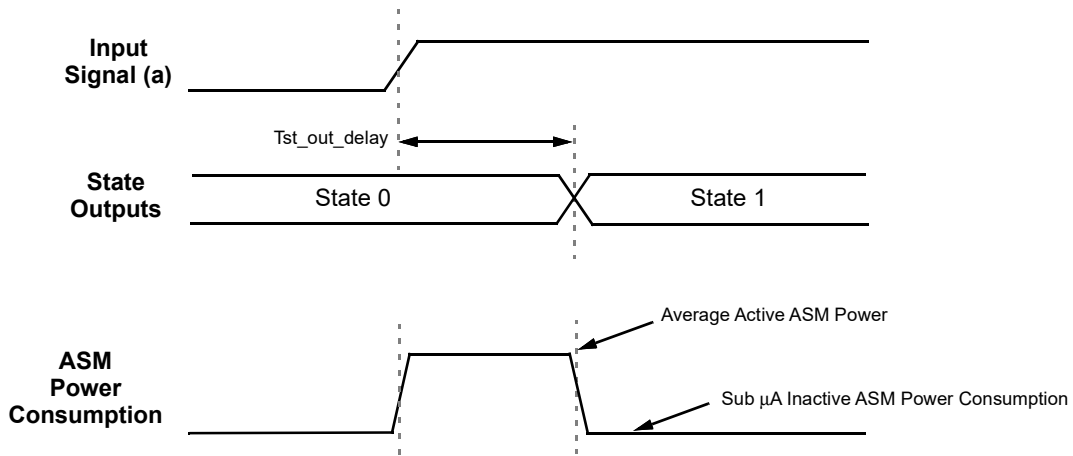 Input
Signal (a)
Tst_out_delay
State
Outputs
State 0
State 1
Average Active ASM Power
ASM
Power
Consumption
Sub μA Inactive ASM Power Consumption